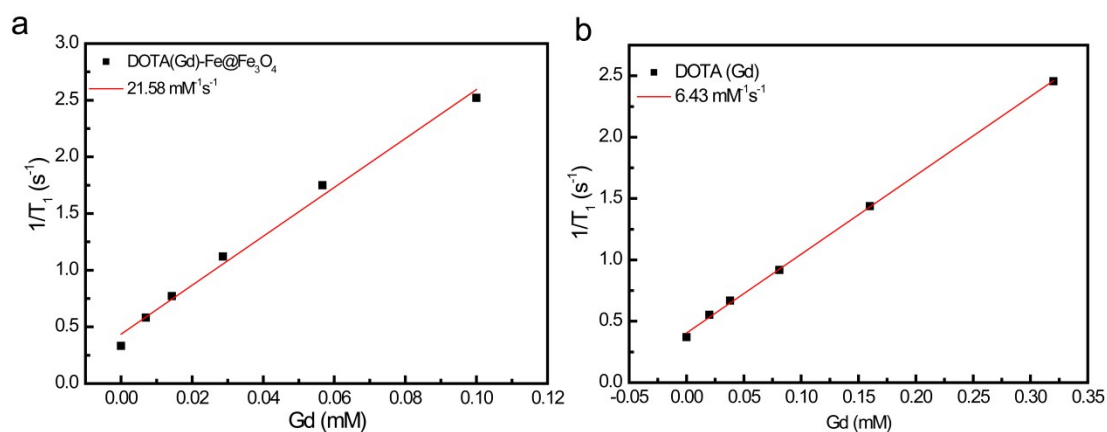 a
3.0
2.5
2.0
1.5
1.0
0.5
0.0
1/T₁ (s⁻¹)
DOTA(Gd)-Fe@Fe₃O₄
21.58 mM⁻¹s⁻¹
0.00 0.02 0.04 0.06 0.08 0.10 0.12
Gd (mM)
b
2.5
2.0
1.5
1.0
0.5
0.0
1/T₁ (s⁻¹)
DOTA (Gd)
6.43 mM⁻¹s⁻¹
-0.05 0.00 0.05 0.10 0.15 0.20 0.25 0.30 0.35
Gd (mM)